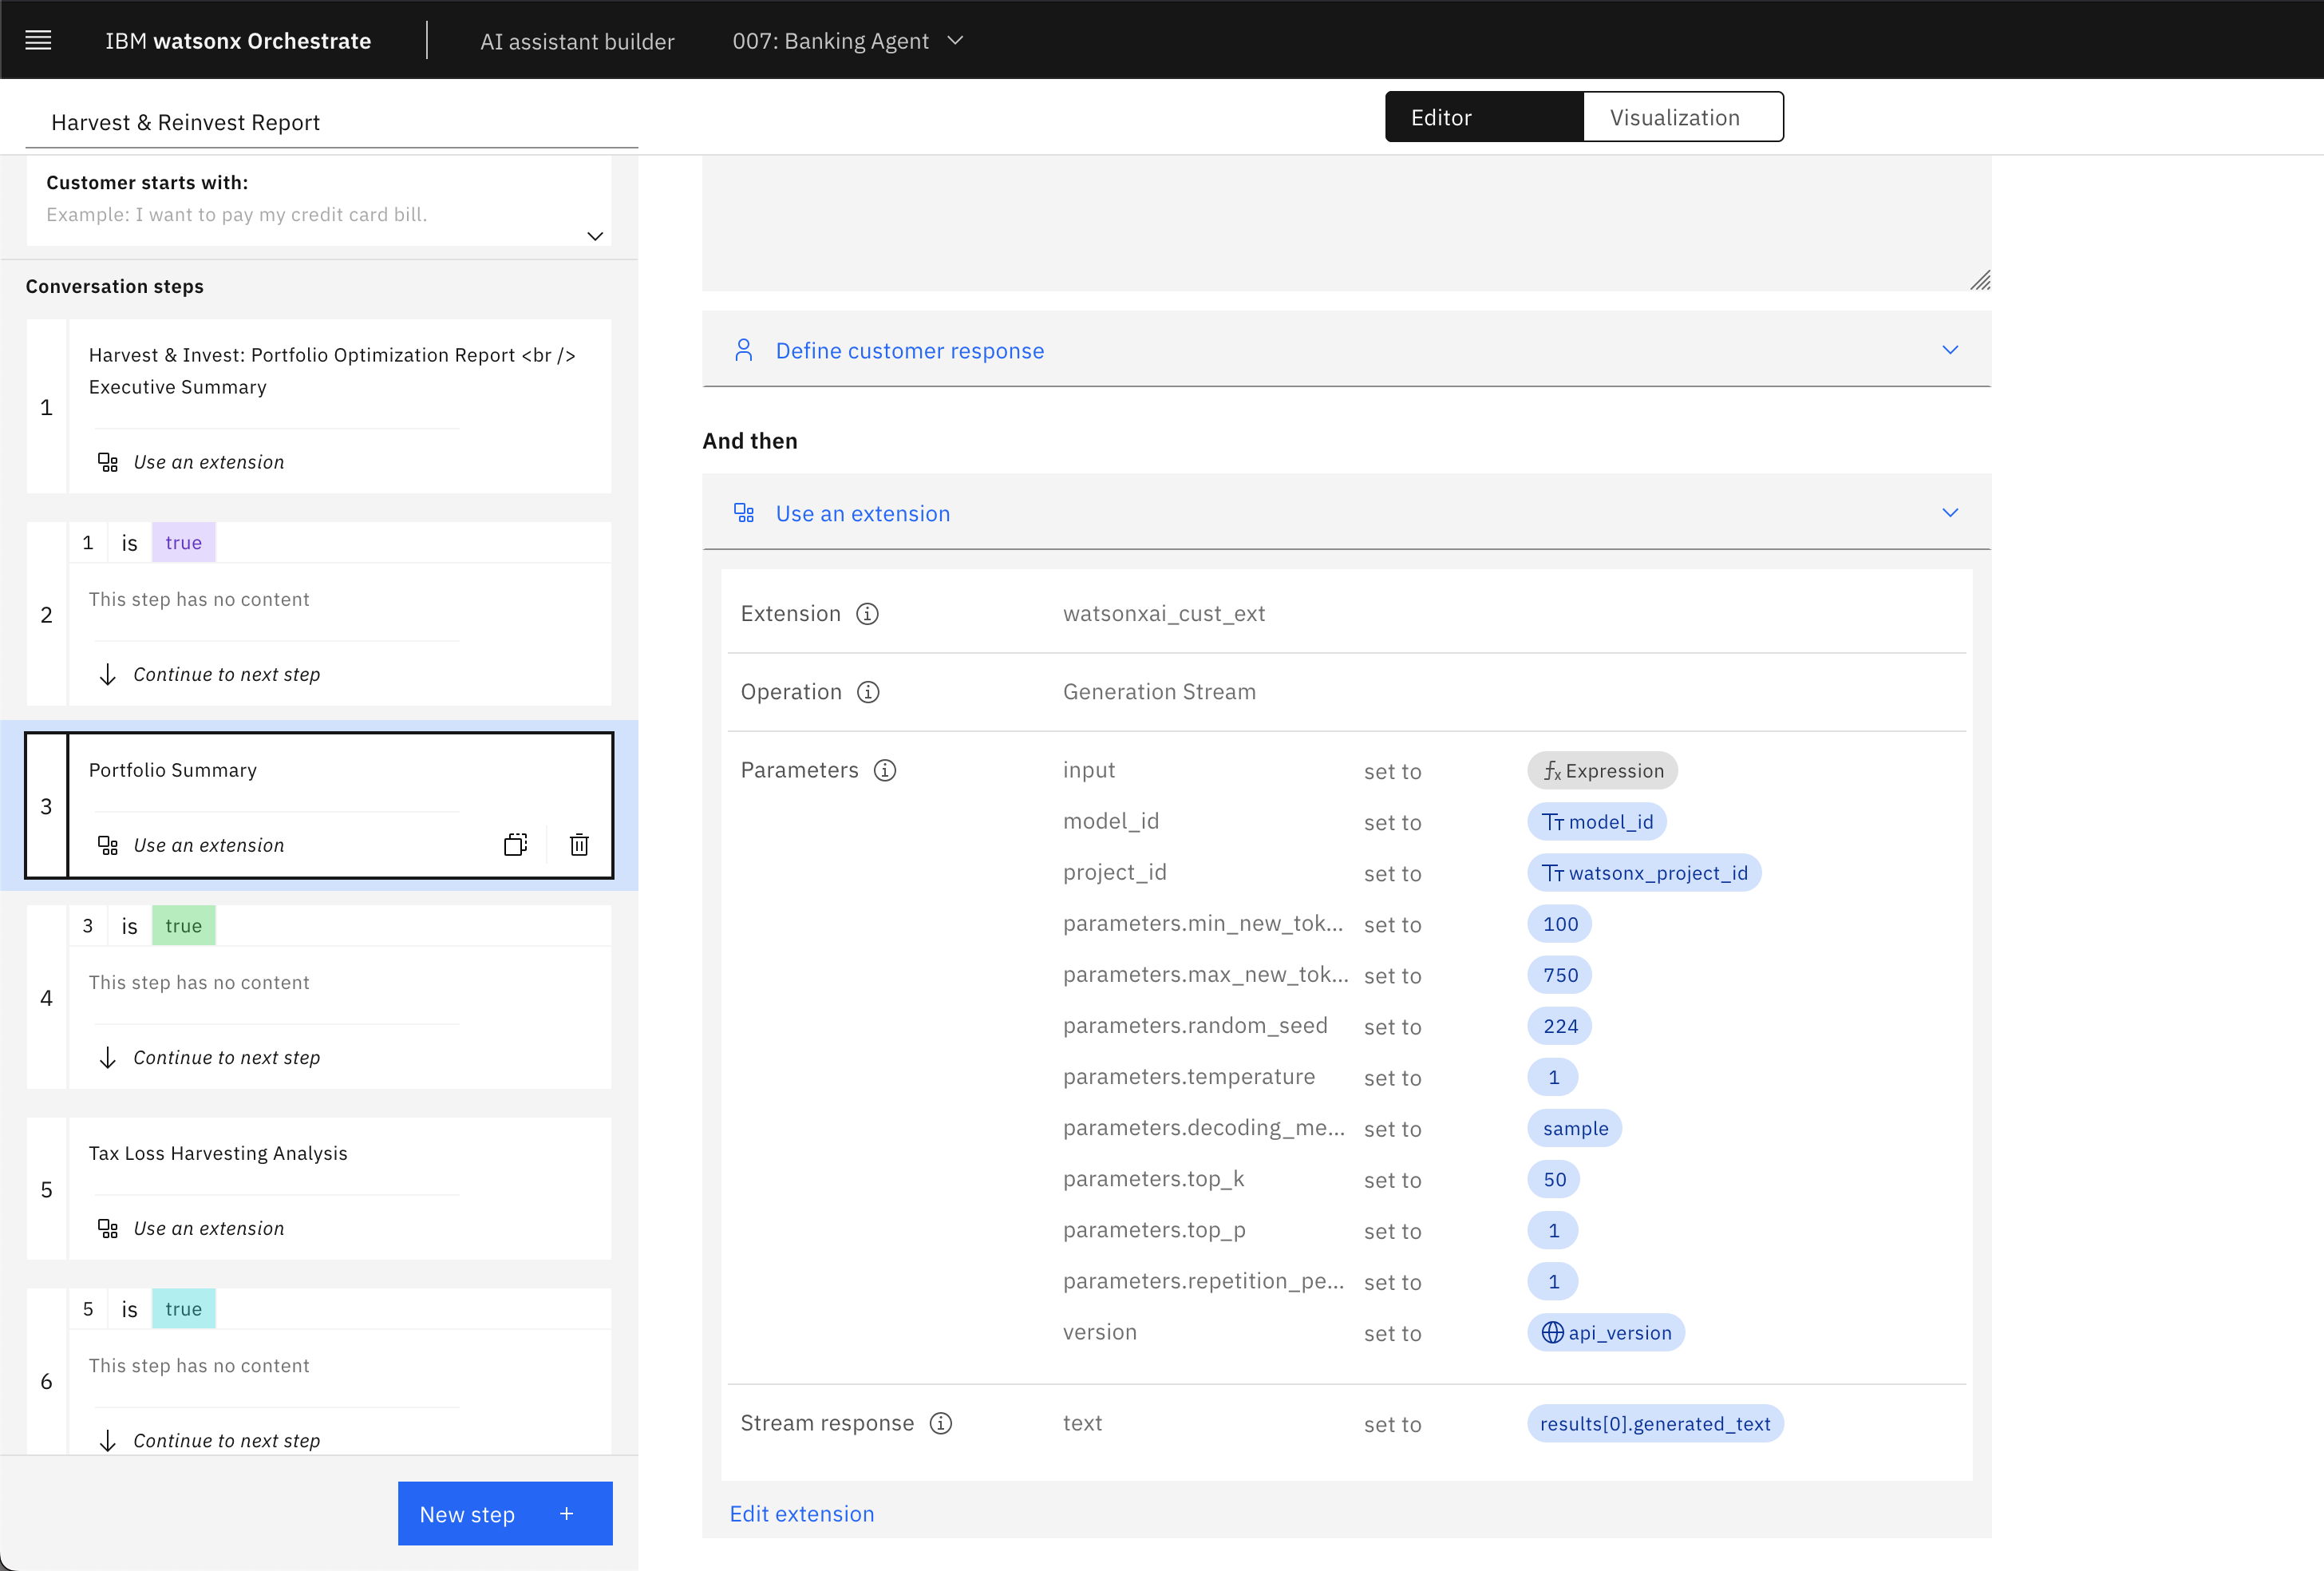 IBM watsonx Orchestrate
AI assistant builder
007: Banking Agent
Harvest & Reinvest Report
Editor
Visualization
Customer starts with:
Example: I want to pay my credit card bill.
Conversation steps
1
Harvest & Invest: Portfolio Optimization Report <br />
Executive Summary
Use an extension
2
1 is true
This step has no content
Continue to next step
3
Portfolio Summary
Use an extension
4
3 is true
This step has no content
Continue to next step
5
Tax Loss Harvesting Analysis
Use an extension
6
5 is true
This step has no content
Continue to next step
New step +
Define customer response
And then
Use an extension
Extension watsonxai_cust_ext
Operation Generation Stream
Parameters input set to fx Expression
model_id set to model_id
project_id set to watsonx_project_id
parameters.min_new_tok... set to 100
parameters.max_new_tok... set to 750
parameters.random_seed set to 224
parameters.temperature set to 1
parameters.decoding_me... set to sample
parameters.top_k set to 50
parameters.top_p set to 1
parameters.repetition_pe... set to 1
version set to api_version
Stream response text set to results[0].generated_text
Edit extension